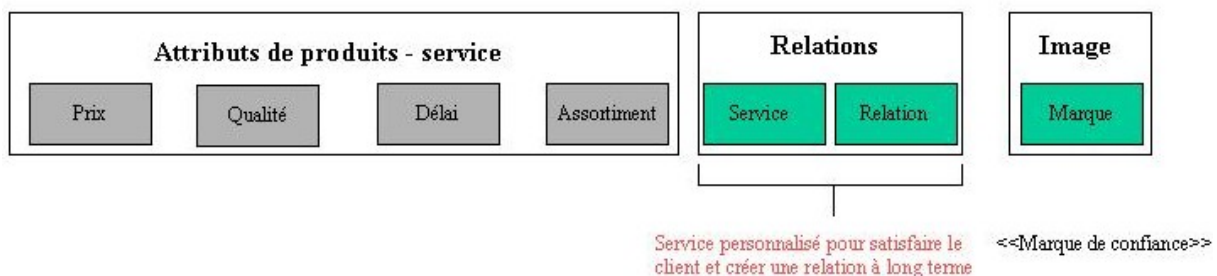 Attributs de produits - service
Prix
Qualité
Délai
Assortiment
Relations
Service
Relation
Image
Marque
Service personnalisé pour satisfaire le
client et créer une relation à long terme
<<Marque de confiance>>